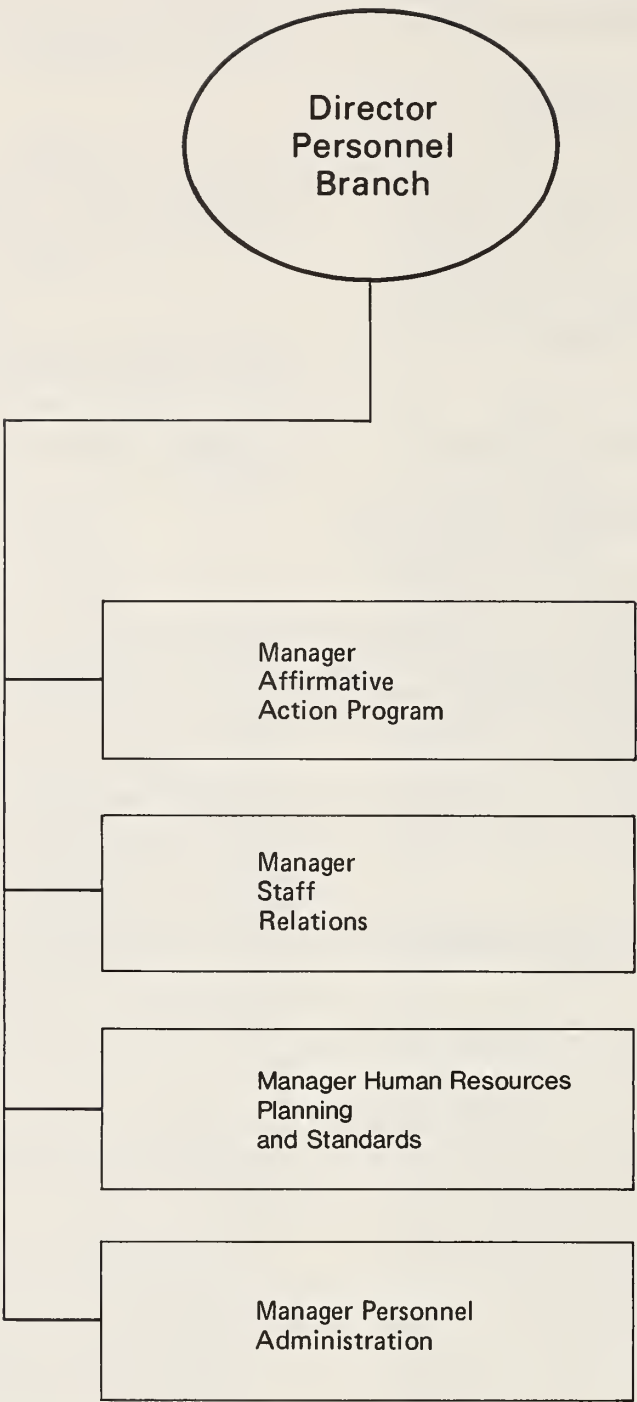 Director
Personnel
Branch
Manager
Affirmative
Action Program
Manager
Staff
Relations
Manager Human Resources
Planning
and Standards
Manager Personnel
Administration